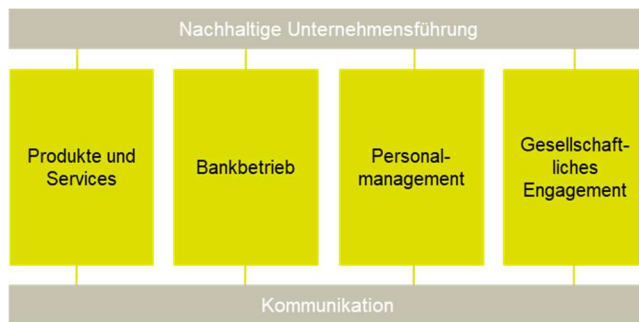 Nachhaltige Unternehmensführung
Produkte und
Services
Bankbetrieb
Personal-
management
Gesellschaft-
liches
Engagement
Kommunikation